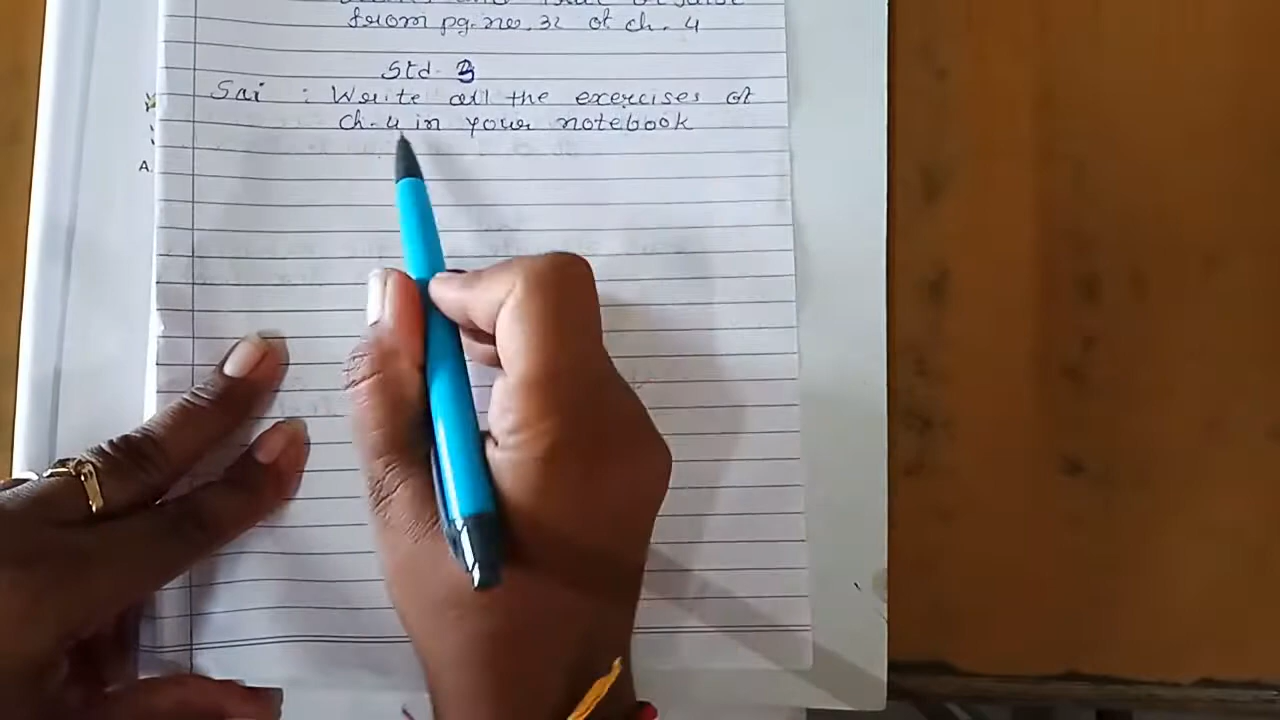 from pg. no. 32 of ch. 4
Std - 3
Sai : Write all the exercises of
ch. 4 in your notebook
A.